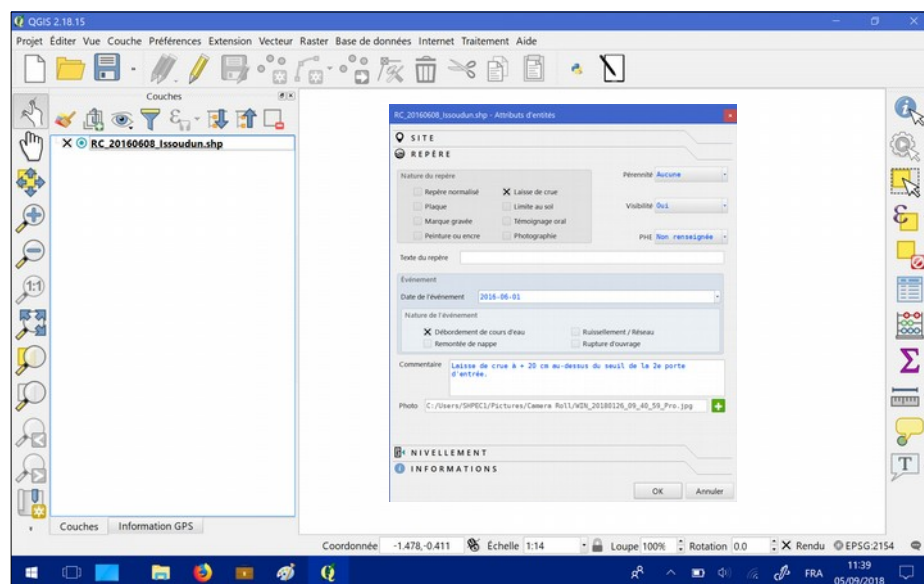 QGIS 2.18.15
Projet Éditer Vue Couche Préférences Extension Vecteur Raster Base de données Internet Traitement Aide
Couches
RC_20160608_Issoudun.shp
RC_20160608_Issoudun.shp - Attributs d'entités
SITE
REPÈRE
Nature du repère
Pérennité Aucune
Repère normalisé
Laisse de crue
Plaque
Limite au sol
Visibilité Oui
Marque gravée
Témoignage oral
Peinture ou encre
Photographie
PHE Non renseignée
Texte du repère
Événement
Date de l'événement 2016-06-01
Nature de l'événement
Débordement de cours d'eau
Ruissellement / Réseau
Remontée de nappe
Rupture d'ouvrage
Commentaire Laisse de crue à + 20 cm au-dessus du seuil de la 2e porte
d'entrée.
Photo C:/Users/SHPEC1/Pictures/Camera Roll/WIN_20180126_09_40_59_Pro.jpg
NIVELLEMENT
INFORMATIONS
OK Annuler
1:1
T
Couches Information GPS
Coordonnée -1.478,-0.411 Échelle 1:14 Loupe 100% Rotation 0.0 Rendu EPSG:2154
FRA
11:39
05/09/2018